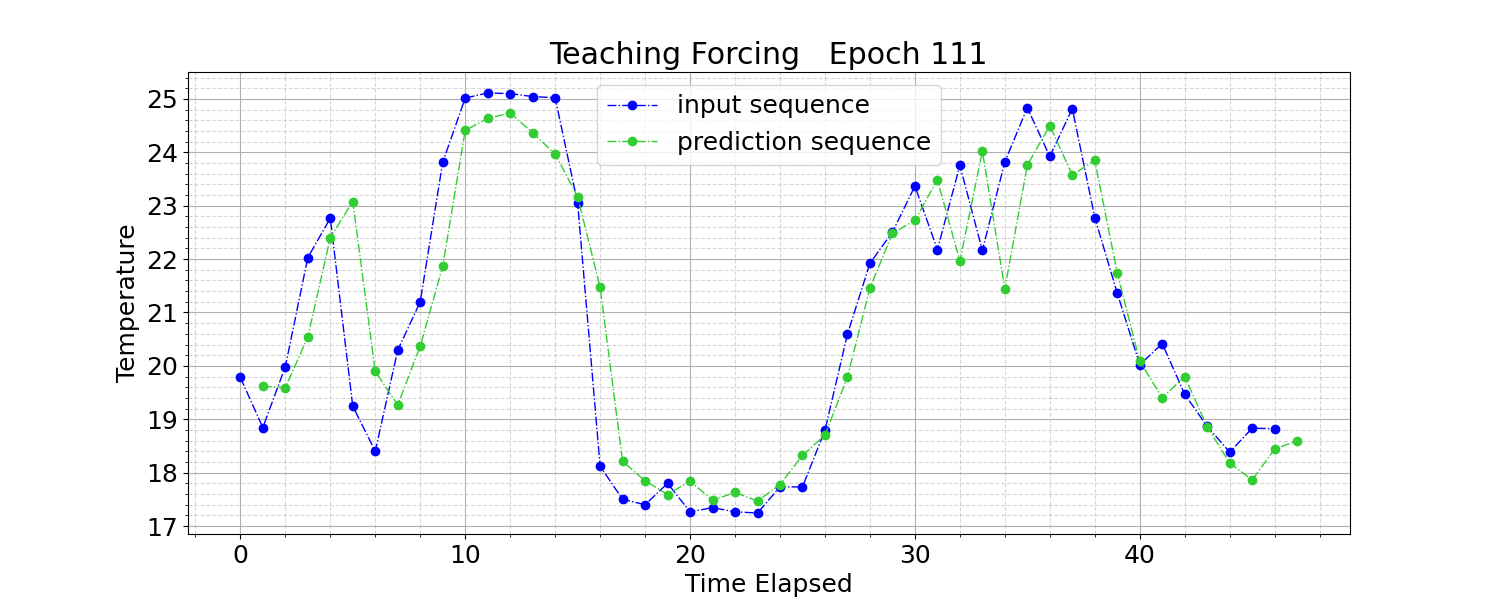 Teaching Forcing   Epoch 111
input sequence
prediction sequence
Temperature
25
24
23
22
21
20
19
18
17
0 10 20 30 40
Time Elapsed